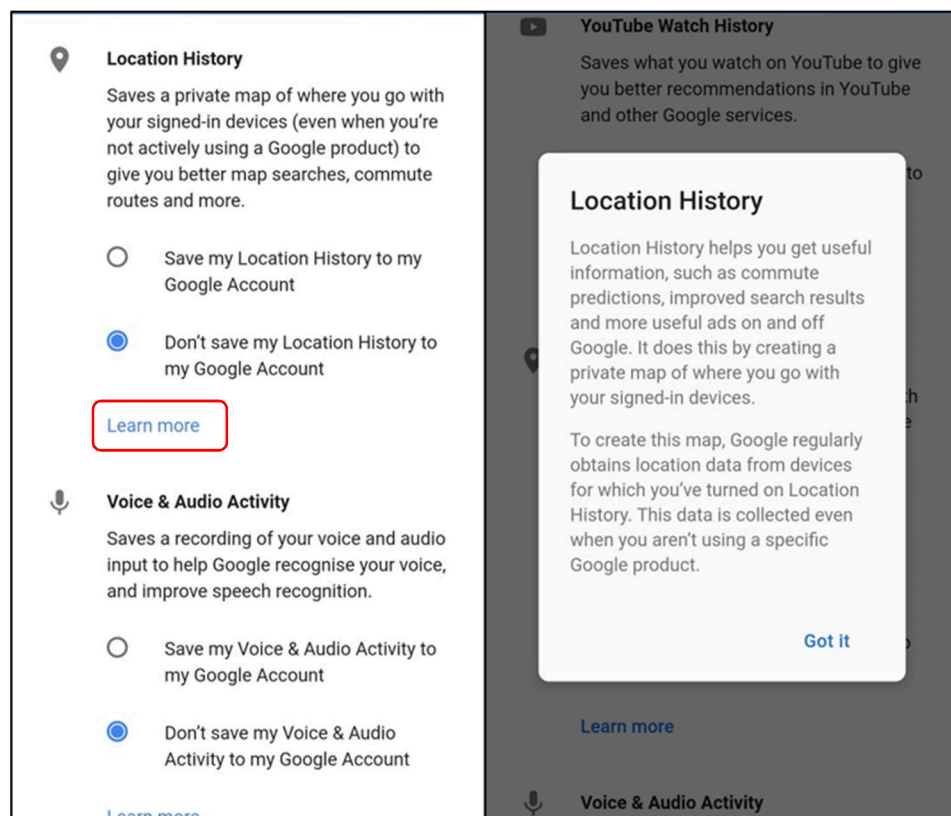 Location History
Saves a private map of where you go with
your signed-in devices (even when you're
not actively using a Google product) to
give you better map searches, commute
routes and more.
Save my Location History to my
Google Account
Don't save my Location History to
my Google Account
Learn more
Voice & Audio Activity
Saves a recording of your voice and audio
input to help Google recognise your voice,
and improve speech recognition.
Save my Voice & Audio Activity to
my Google Account
Don't save my Voice & Audio
Activity to my Google Account
Learn more
YouTube Watch History
Saves what you watch on YouTube to give
you better recommendations in YouTube
and other Google services.
to
Location History
Location History helps you get useful
information, such as commute
predictions, improved search results
and more useful ads on and off
Google. It does this by creating a
private map of where you go with
your signed-in devices.
To create this map, Google regularly
obtains location data from devices
for which you've turned on Location
History. This data is collected even
when you aren't using a specific
Google product.
Got it
Learn more
Voice & Audio Activity